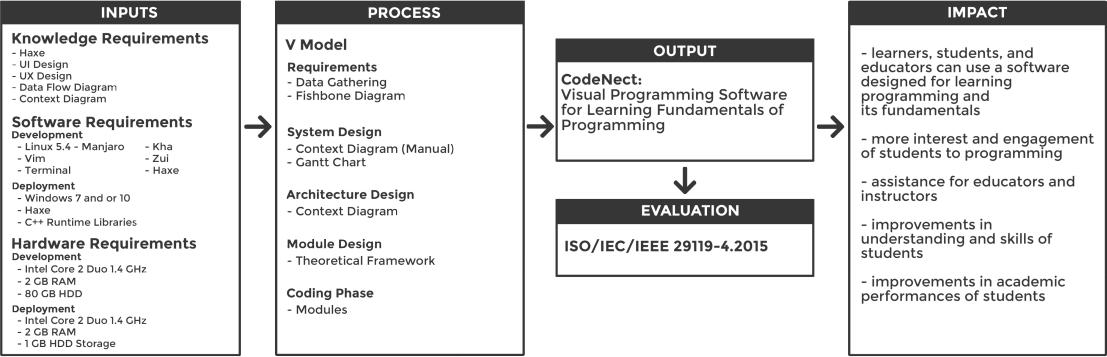 INPUTS
Knowledge Requirements
- Haxe
- UI Design
- UX Design
- Data Flow Diagram
- Context Diagram
Software Requirements
Development
- Linux 5.4 - Manjaro - Kha
- Vim - Zui
- Terminal - Haxe
Deployment
- Windows 7 and or 10
- Haxe
- C++ Runtime Libraries
Hardware Requirements
Development
- Intel Core 2 Duo 1.4 GHz
- 2 GB RAM
- 80 GB HDD
Deployment
- Intel Core 2 Duo 1.4 GHz
- 2 GB RAM
- 1 GB HDD Storage
PROCESS
V Model
Requirements
- Data Gathering
- Fishbone Diagram
System Design
- Context Diagram (Manual)
- Gantt Chart
Architecture Design
- Context Diagram
Module Design
- Theoretical Framework
Coding Phase
- Modules
OUTPUT
CodeNect:
Visual Programming Software
for Learning Fundamentals of
Programming
EVALUATION
ISO/IEC/IEEE 29119-4.2015
IMPACT
- learners, students, and
educators can use a software
designed for learning
programming and
its fundamentals
- more interest and engagement
of students to programming
- assistance for educators and
instructors
- improvements in
understanding and skills of
students
- improvements in academic
performances of students